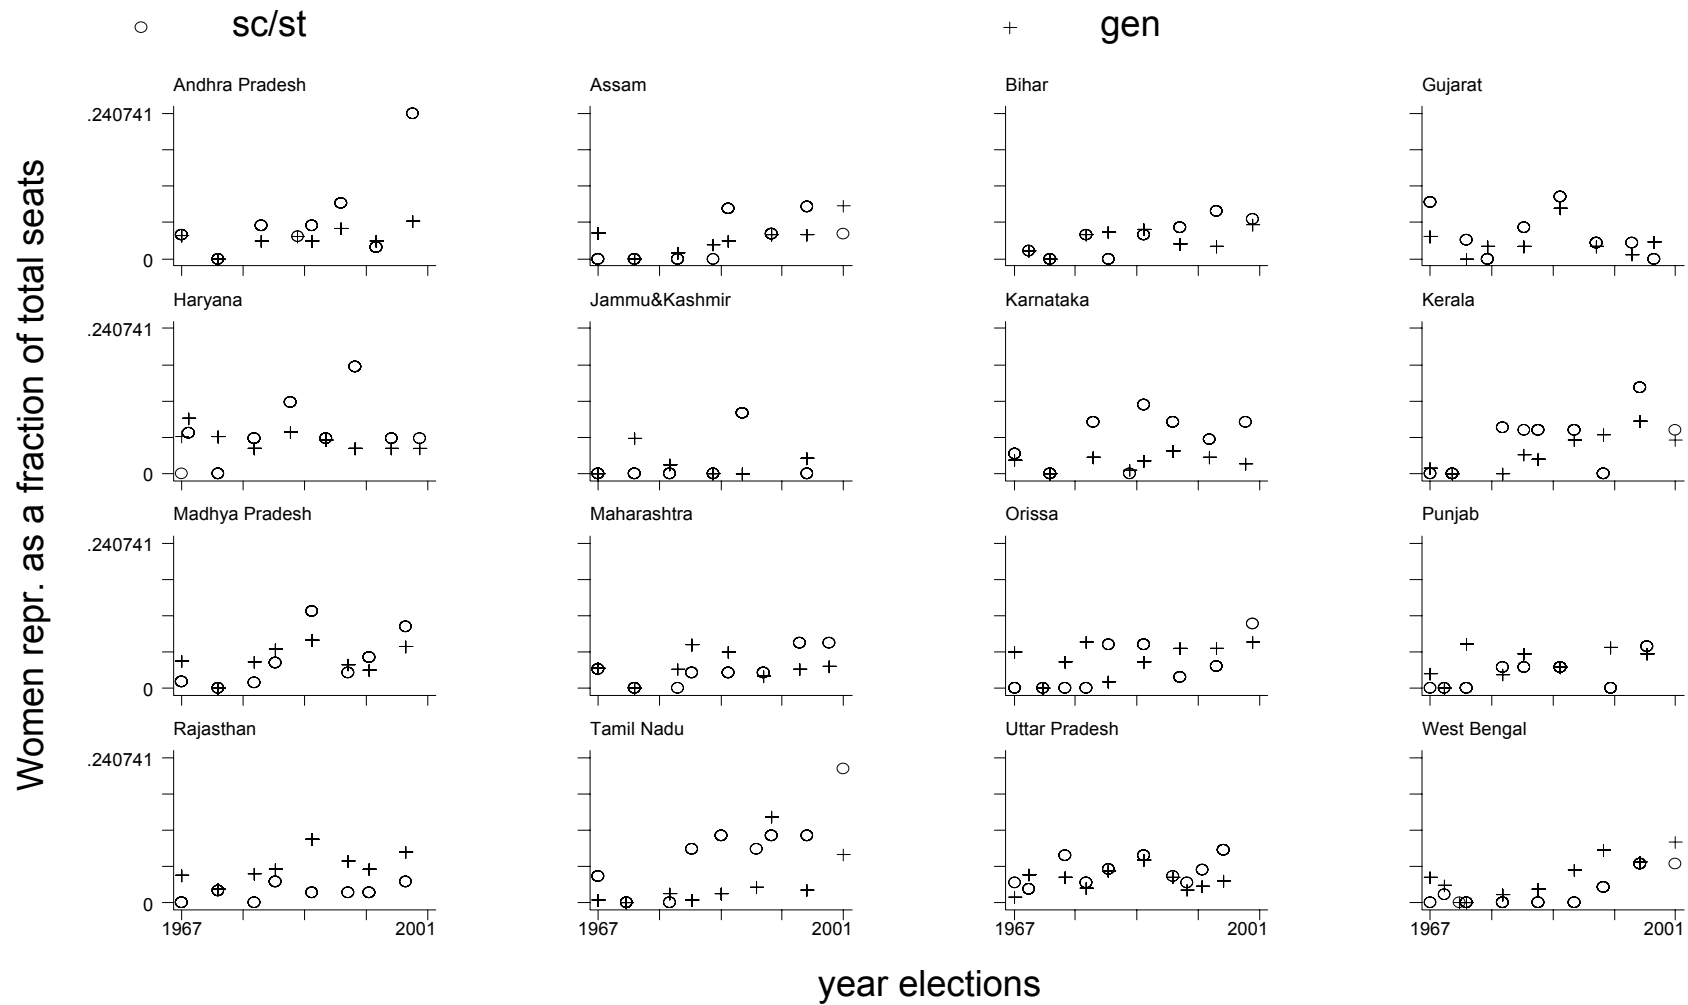 sc/st gen
Women repr. as a fraction of total seats
Andhra Pradesh Assam Bihar Gujarat
.240741
0
Haryana Jammu&Kashmir Karnataka Kerala
.240741
0
Madhya Pradesh Maharashtra Orissa Punjab
.240741
0
Rajasthan Tamil Nadu Uttar Pradesh West Bengal
.240741
0
1967 2001 1967 2001 1967 2001 1967 2001
year elections